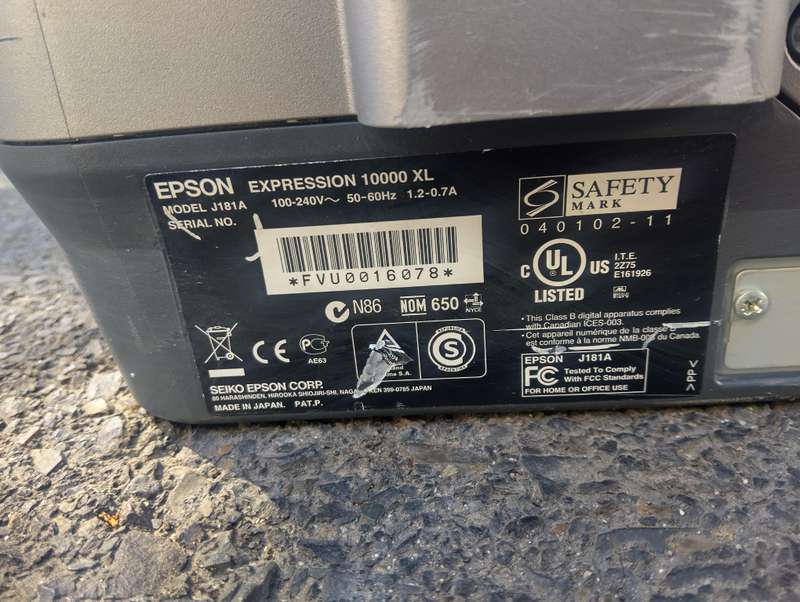 EPSON EXPRESSION 10000 XL
MODEL J181A 100-240V～ 50-60Hz 1.2-0.7A
SERIAL NO.
*FVU0016078*
SAFETY
MARK
040102-11
C UL US
LISTED
I.T.E.
2Z75
E161926
N86 NOM 650
NYCE
CE
AE63
S
• This Class B digital apparatus complies
with Canadian ICES-003.
• Cet appareil numérique de la classe B
est conforme à la norme NMB-003 du Canada.
EPSON J181A
FC Tested To Comply
With FCC Standards
FOR HOME OR OFFICE USE
>PP<
SEIKO EPSON CORP.
80 HARASHINDEN, HIROOKA SHIOJIRI-SHI, NAGANO-KEN 399-0785 JAPAN
MADE IN JAPAN. PAT.P.